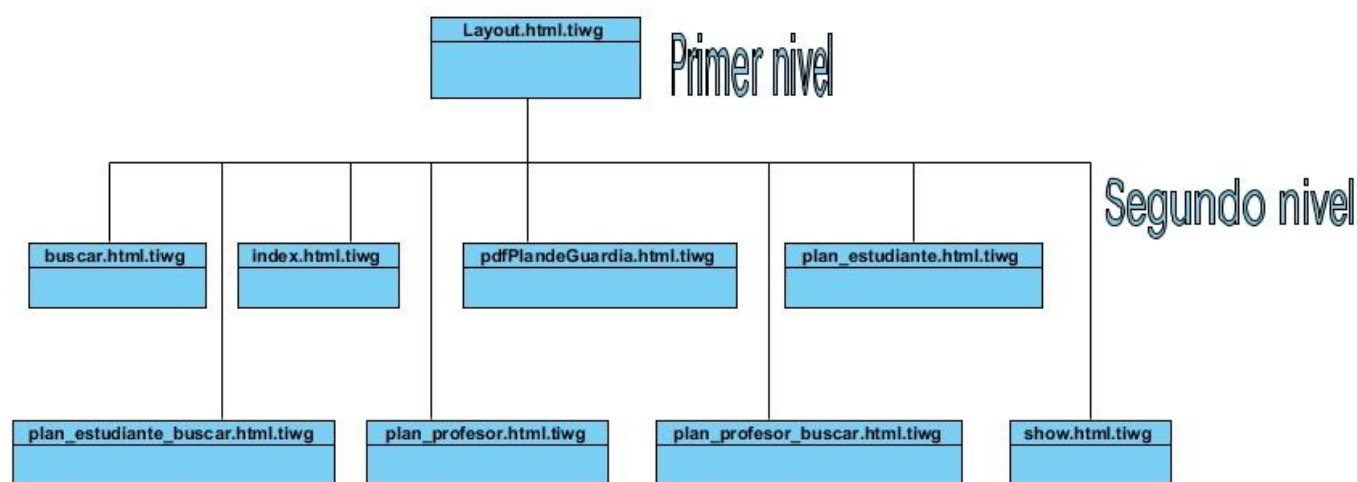 Layout.html.tiwg
Primer nivel
Segundo nivel
buscar.html.tiwg
index.html.tiwg
pdfPlandeGuardia.html.tiwg
plan_estudiante.html.tiwg
plan_estudiante_buscar.html.tiwg
plan_profesor.html.tiwg
plan_profesor_buscar.html.tiwg
show.html.tiwg